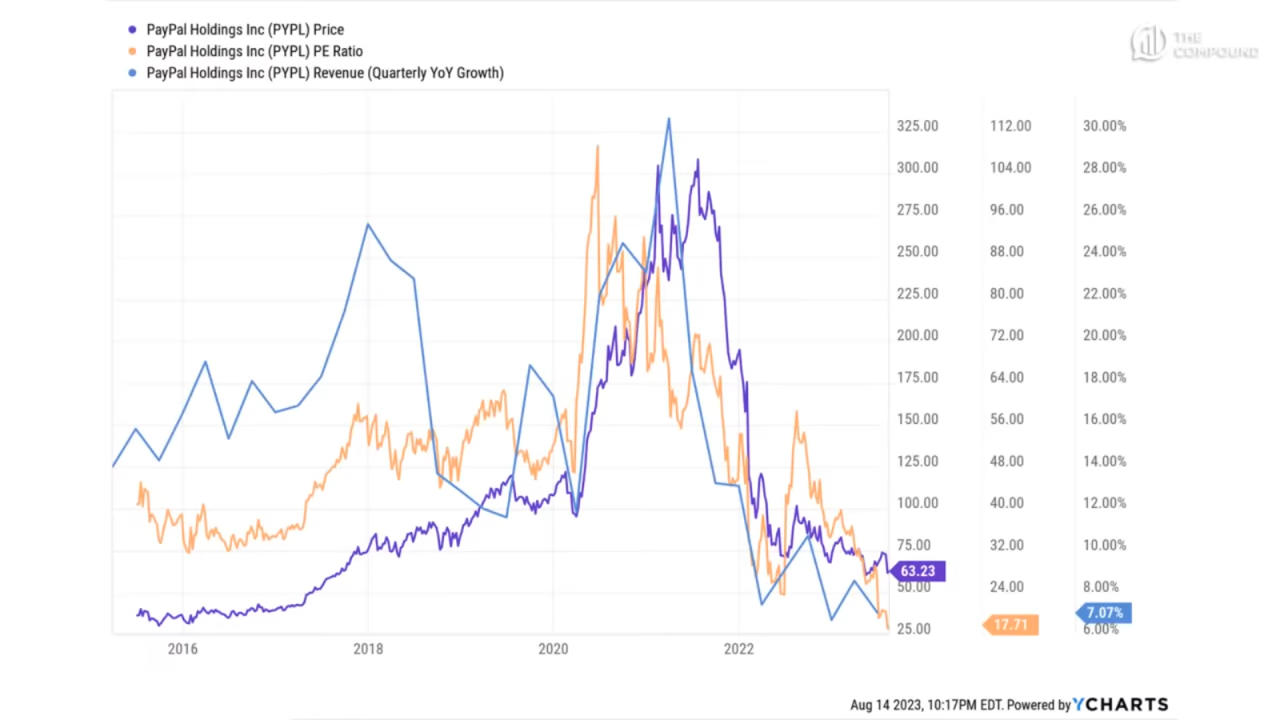 PayPal Holdings Inc (PYPL) Price
PayPal Holdings Inc (PYPL) PE Ratio
PayPal Holdings Inc (PYPL) Revenue (Quarterly YoY Growth)
THE
COMPOUND
325.00 112.00 30.00%
300.00 104.00 28.00%
275.00 96.00 26.00%
250.00 88.00 24.00%
225.00 80.00 22.00%
200.00 72.00 20.00%
175.00 64.00 18.00%
150.00 56.00 16.00%
125.00 48.00 14.00%
100.00 40.00 12.00%
75.00 32.00 10.00%
63.23
50.00 24.00 8.00%
7.07%
17.71
25.00 6.00%
2016 2018 2020 2022
Aug 14 2023, 10:17PM EDT. Powered by YCHARTS